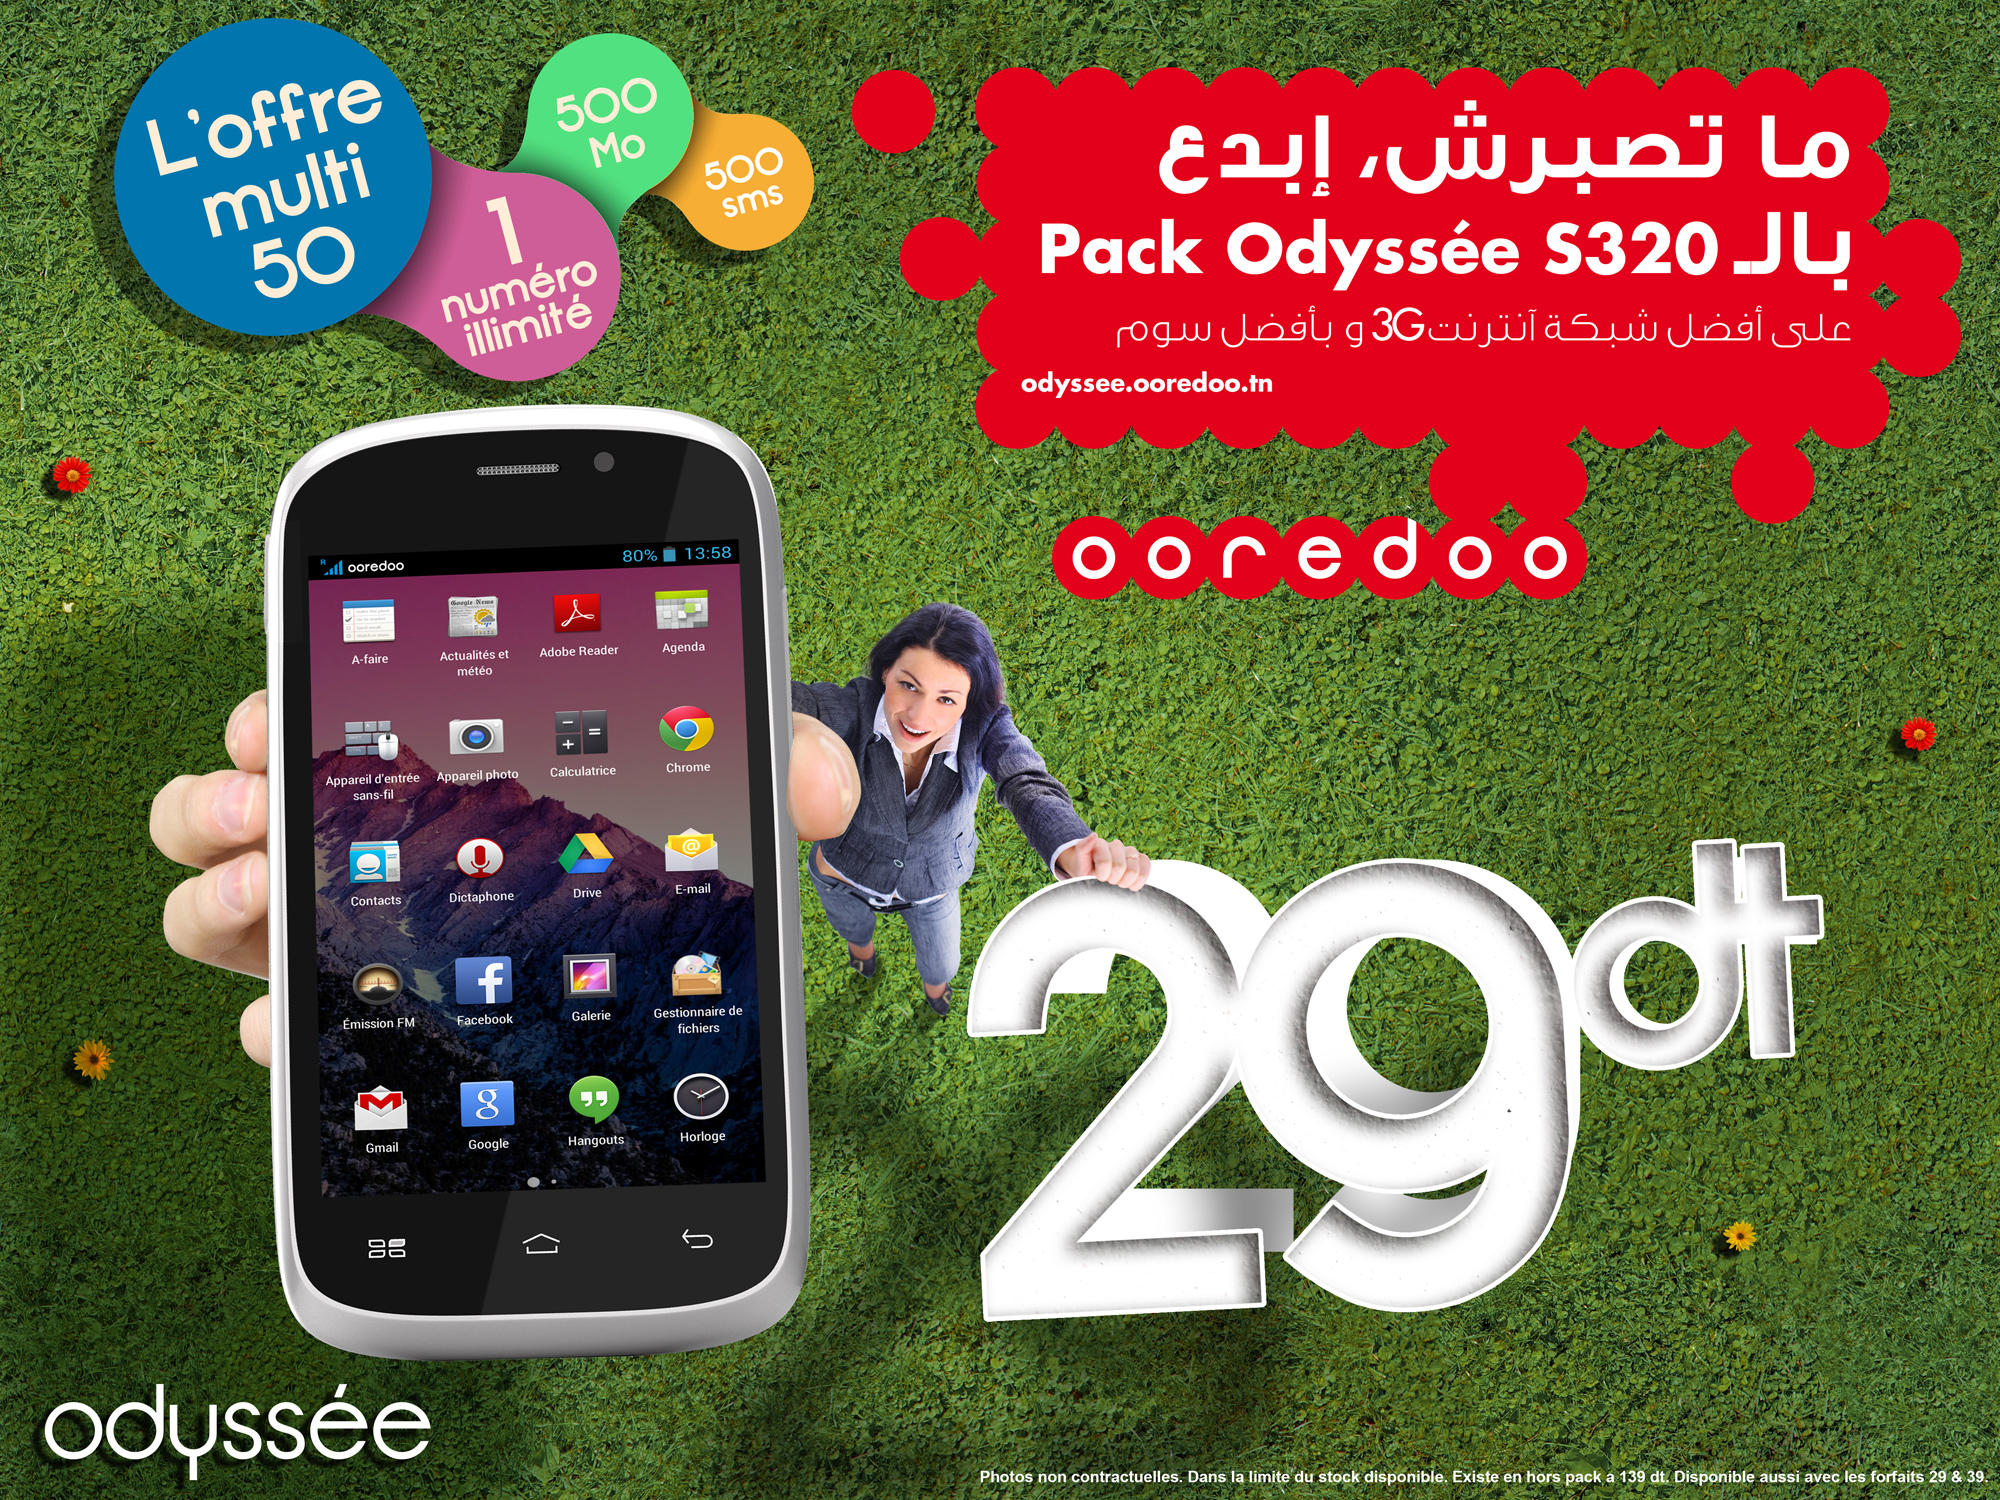 L'offre
multi
50
1
numéro
illimité
500
Mo
500
sms
ما تصبرش، إبدع
بالـ Pack Odyssée S320
على أفضل شبكة آنترنت 3G و بأفضل سوم
odyssee.ooredoo.tn
ooredoo
R ooredoo 80% 13:58
A-faire
Actualités et
météo
Adobe Reader
Agenda
Google News
Appareil d'entrée
sans-fil
Appareil photo
Calculatrice
Chrome
Contacts
Dictaphone
Drive
E-mail
Émission FM
Facebook
Galerie
Gestionnaire de
fichiers
Gmail
Google
Hangouts
Horloge
29 dt
odyssée
Photos non contractuelles. Dans la limite du stock disponible. Existe en hors pack à 139 dt. Disponible aussi avec les forfaits 29 & 39.